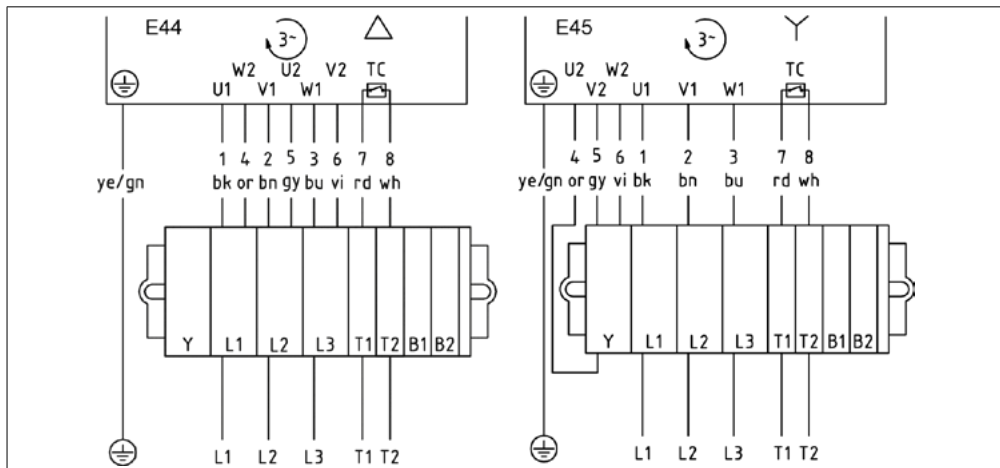 E44 3~
W2 U2 V2 TC
U1 V1 W1
1 4 2 5 3 6 7 8
ye/gn bk or bn gy bu vi rd wh
Y L1 L2 L3 T1 T2 B1 B2
L1 L2 L3 T1 T2
E45 3~
U2 W2 TC
V2 U1 V1 W1
4 5 6 1 2 3 7 8
ye/gn or gy vi bk bn bu rd wh
Y L1 L2 L3 T1 T2 B1 B2
L1 L2 L3 T1 T2